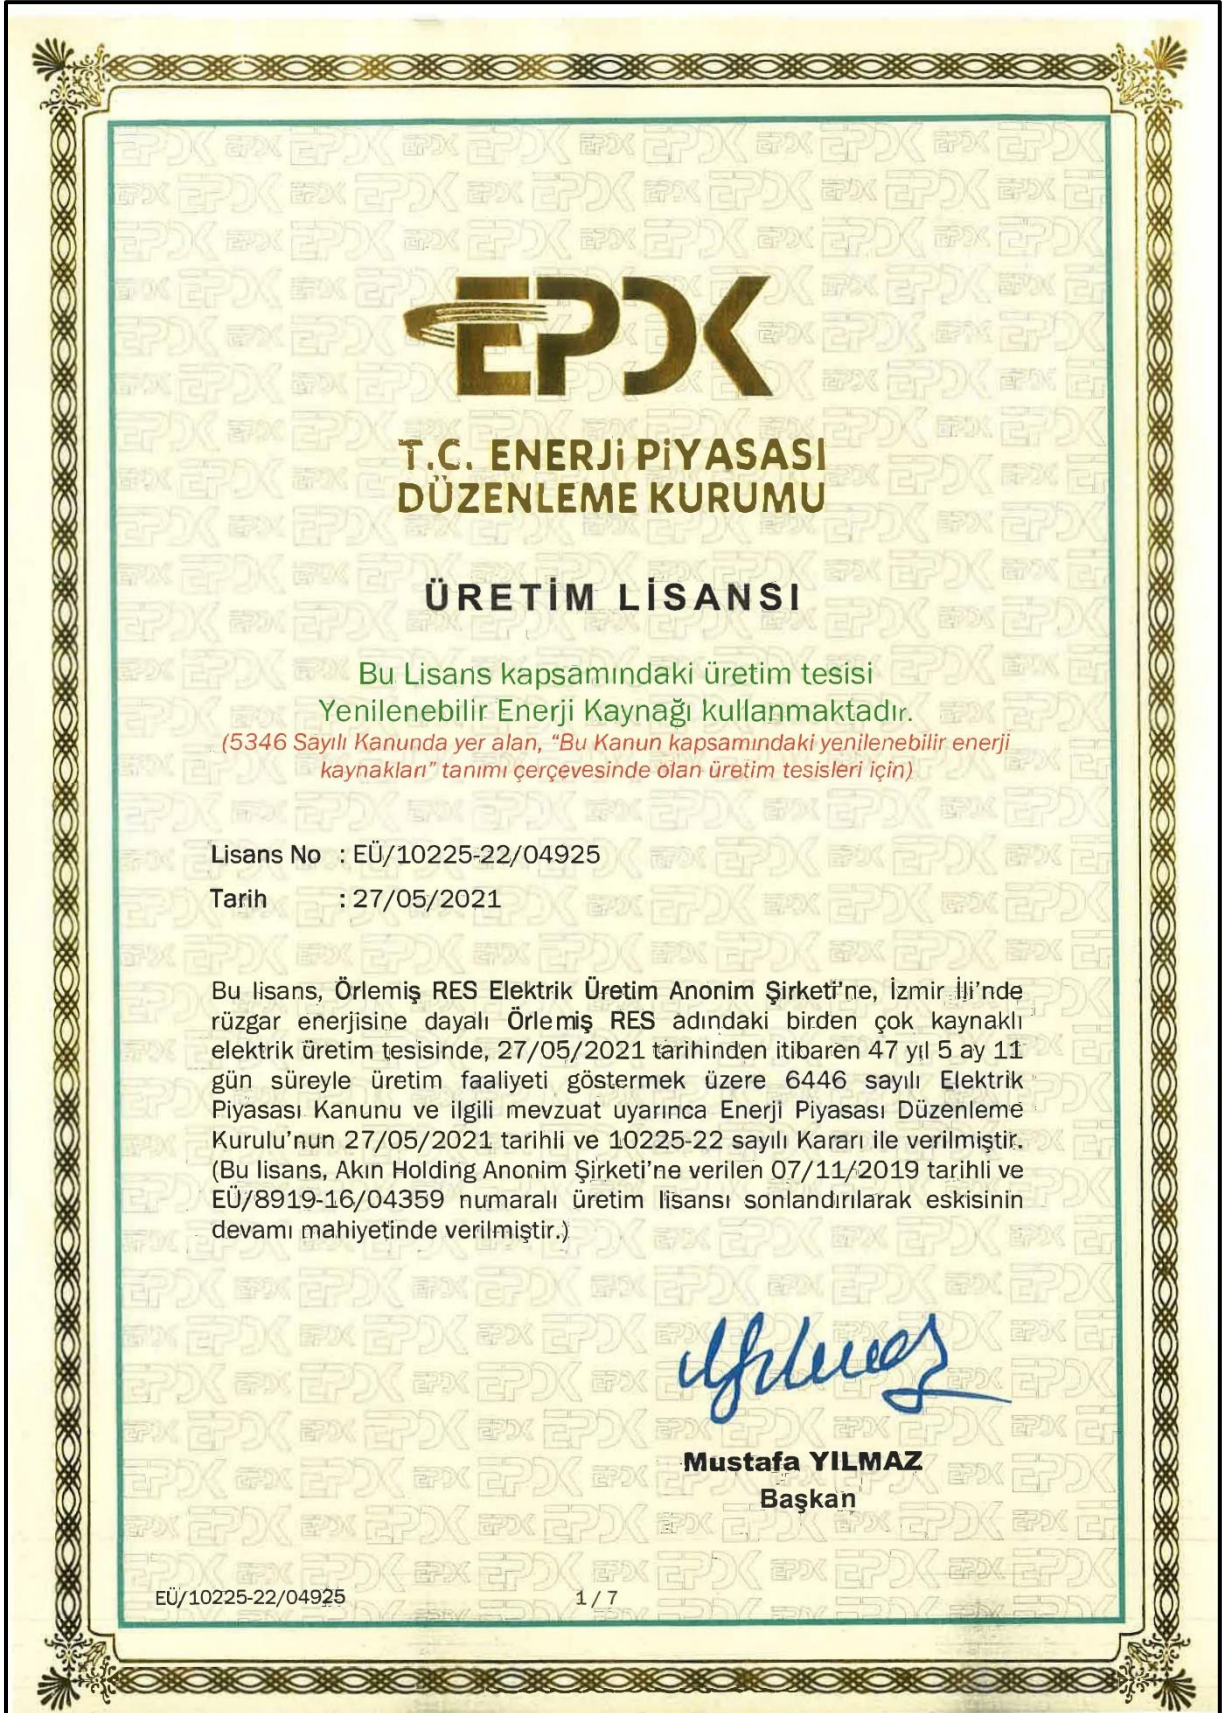 EPDK
T.C. ENERJİ PİYASASI
DÜZENLEME KURUMU
ÜRETİM LİSANSI
Bu Lisans kapsamındaki üretim tesisi
Yenilenebilir Enerji Kaynağı kullanmaktadır.
(5346 Sayılı Kanunda yer alan, “Bu Kanun kapsamındaki yenilenebilir enerji
kaynakları” tanımı çerçevesinde olan üretim tesisleri için)
Lisans No : EÜ/10225-22/04925
Tarih : 27/05/2021
Bu lisans, Örlemiş RES Elektrik Üretim Anonim Şirketi'ne, İzmir İli'nde
rüzgar enerjisine dayalı Örlemiş RES adındaki birden çok kaynaklı
elektrik üretim tesisinde, 27/05/2021 tarihinden itibaren 47 yıl 5 ay 11
gün süreyle üretim faaliyeti göstermek üzere 6446 sayılı Elektrik
Piyasası Kanunu ve ilgili mevzuat uyarınca Enerji Piyasası Düzenleme
Kurulu'nun 27/05/2021 tarihli ve 10225-22 sayılı Kararı ile verilmiştir.
(Bu lisans, Akın Holding Anonim Şirketi'ne verilen 07/11/2019 tarihli ve
EÜ/8919-16/04359 numaralı üretim lisansı sonlandırılarak eskisinin
devamı mahiyetinde verilmiştir.)
Mustafa YILMAZ
Başkan
EÜ/10225-22/04925 1 / 7